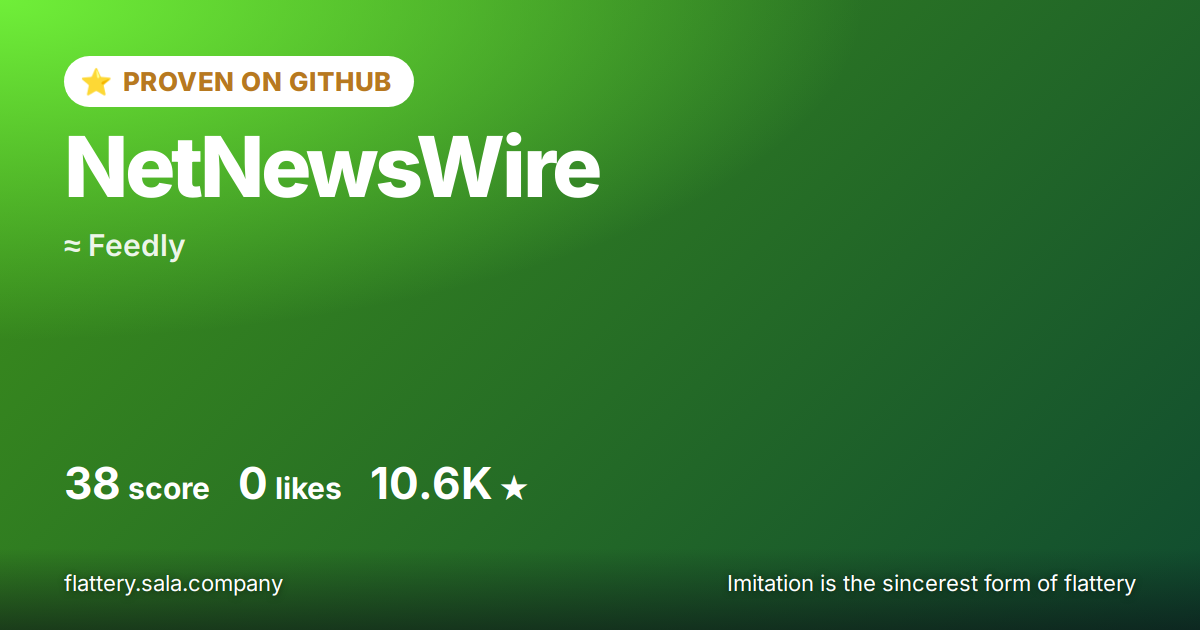 ⭐ PROVEN ON GITHUB
NetNewsWire
≈ Feedly
38 score 0 likes 10.6K ★
flattery.sala.company
Imitation is the sincerest form of flattery